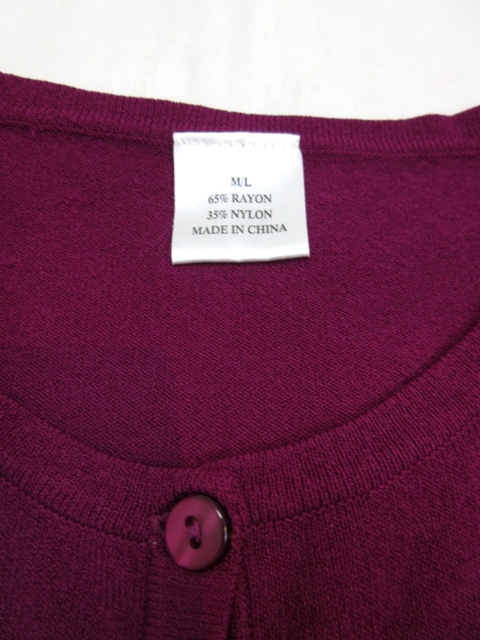 M/L
65% RAYON
35% NYLON
MADE IN CHINA